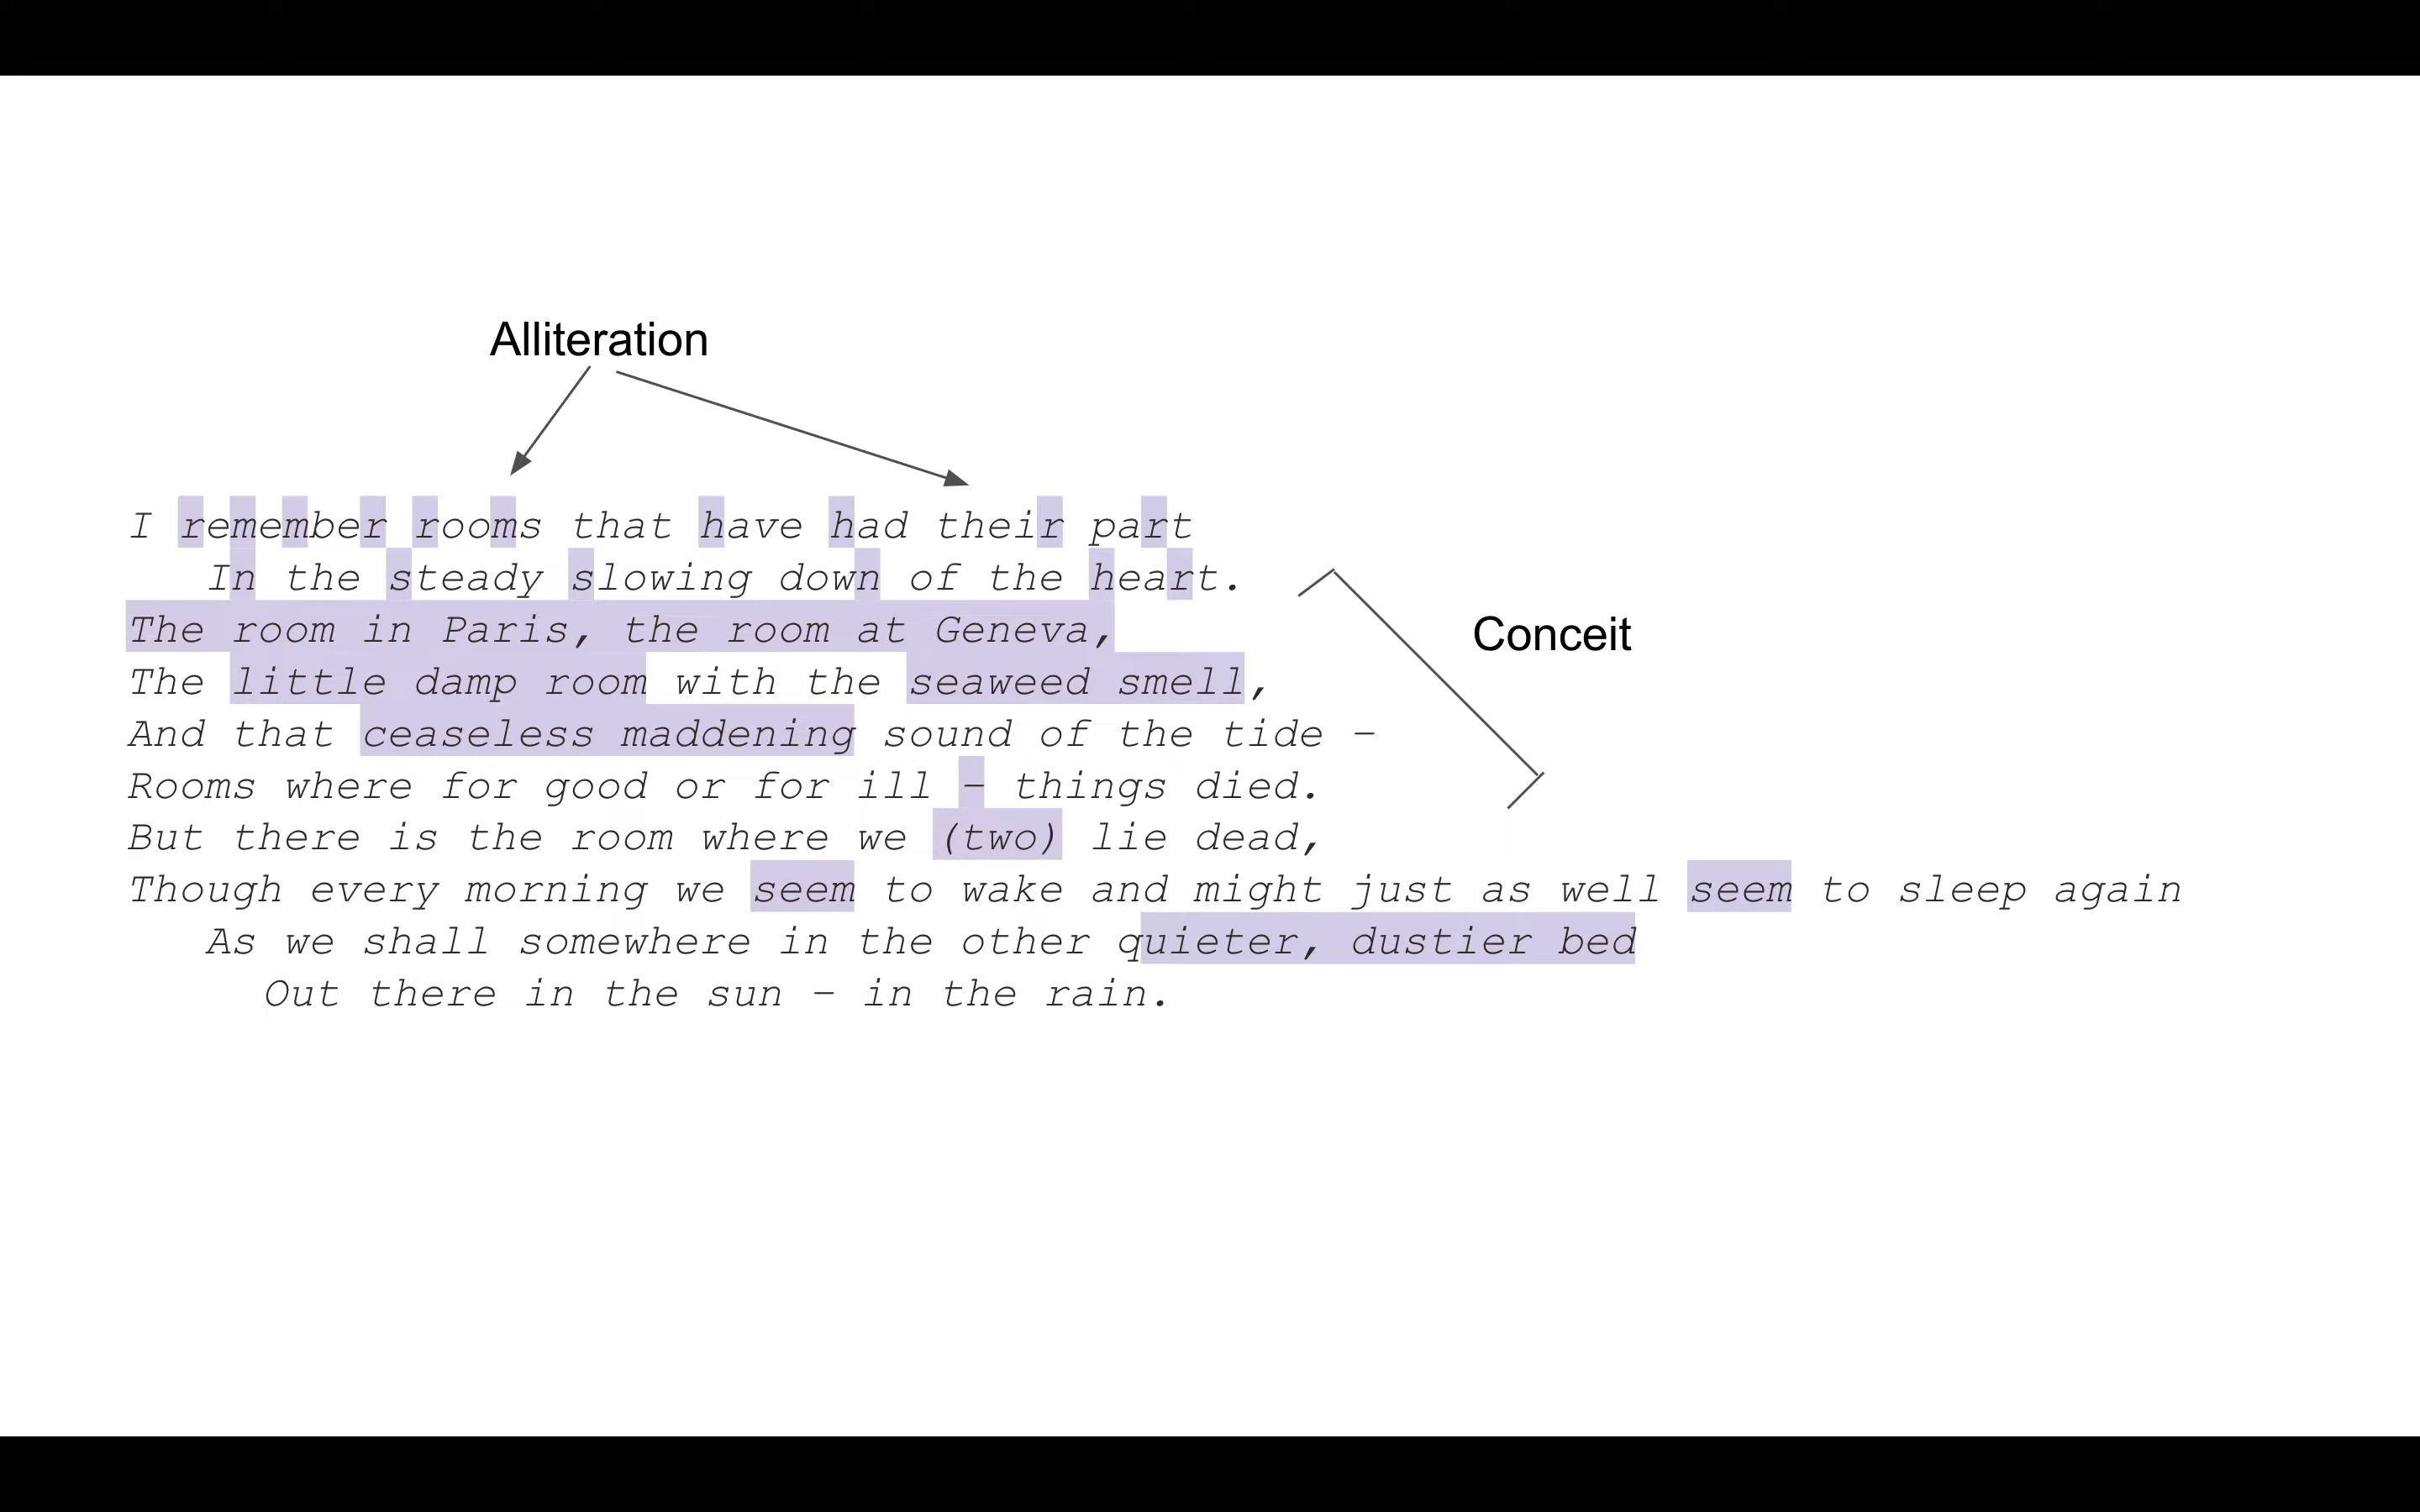 Alliteration
I remember rooms that have had their part
In the steady slowing down of the heart.
The room in Paris, the room at Geneva,
Conceit
The little damp room with the seaweed smell,
And that ceaseless maddening sound of the tide –
Rooms where for good or for ill – things died.
But there is the room where we (two) lie dead,
Though every morning we seem to wake and might just as well seem to sleep again
As we shall somewhere in the other quieter, dustier bed
Out there in the sun – in the rain.